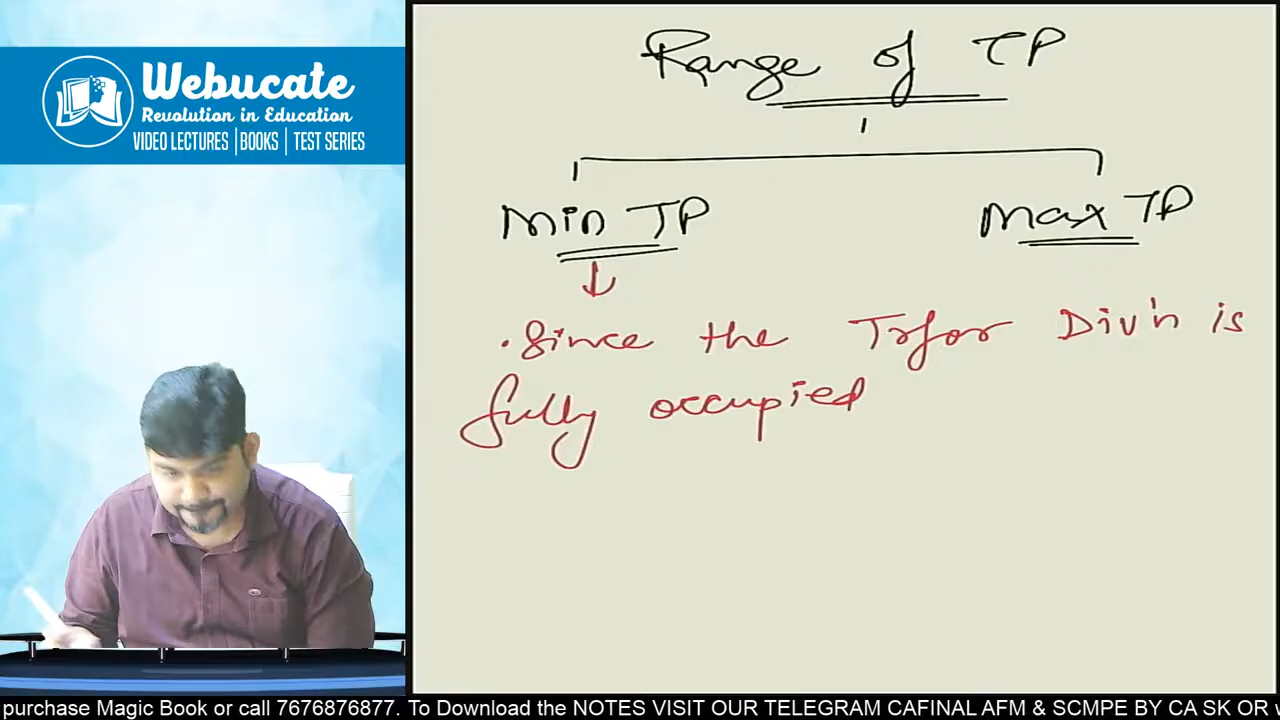 Webucate
Revolution in Education
VIDEO LECTURES | BOOKS | TEST SERIES
Range of TP
Min TP
Max TP
. Since the Trfor Div'n is
fully occupied
purchase Magic Book or call 7676876877. To Download the NOTES VISIT OUR TELEGRAM CAFINAL AFM & SCMPE BY CA SK OR